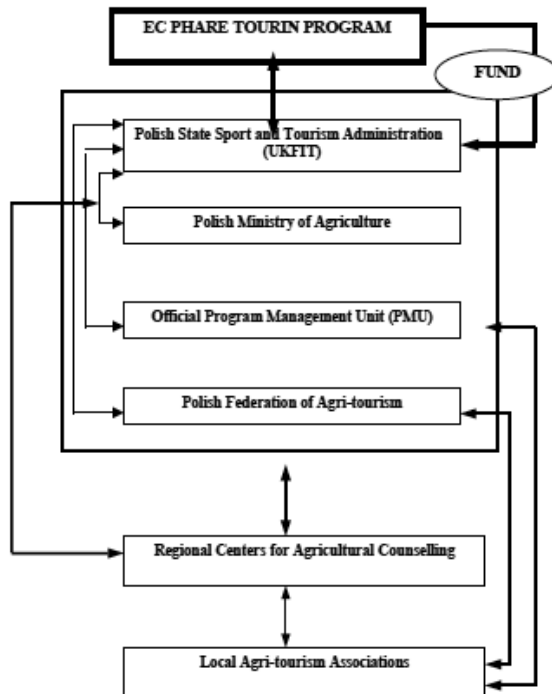 EC PHARE TOURIN PROGRAM
FUND
Polish State Sport and Tourism Administration
(UKFIT)
Polish Ministry of Agriculture
Official Program Management Unit (PMU)
Polish Federation of Agri-tourism
Regional Centers for Agricultural Counselling
Local Agri-tourism Associations